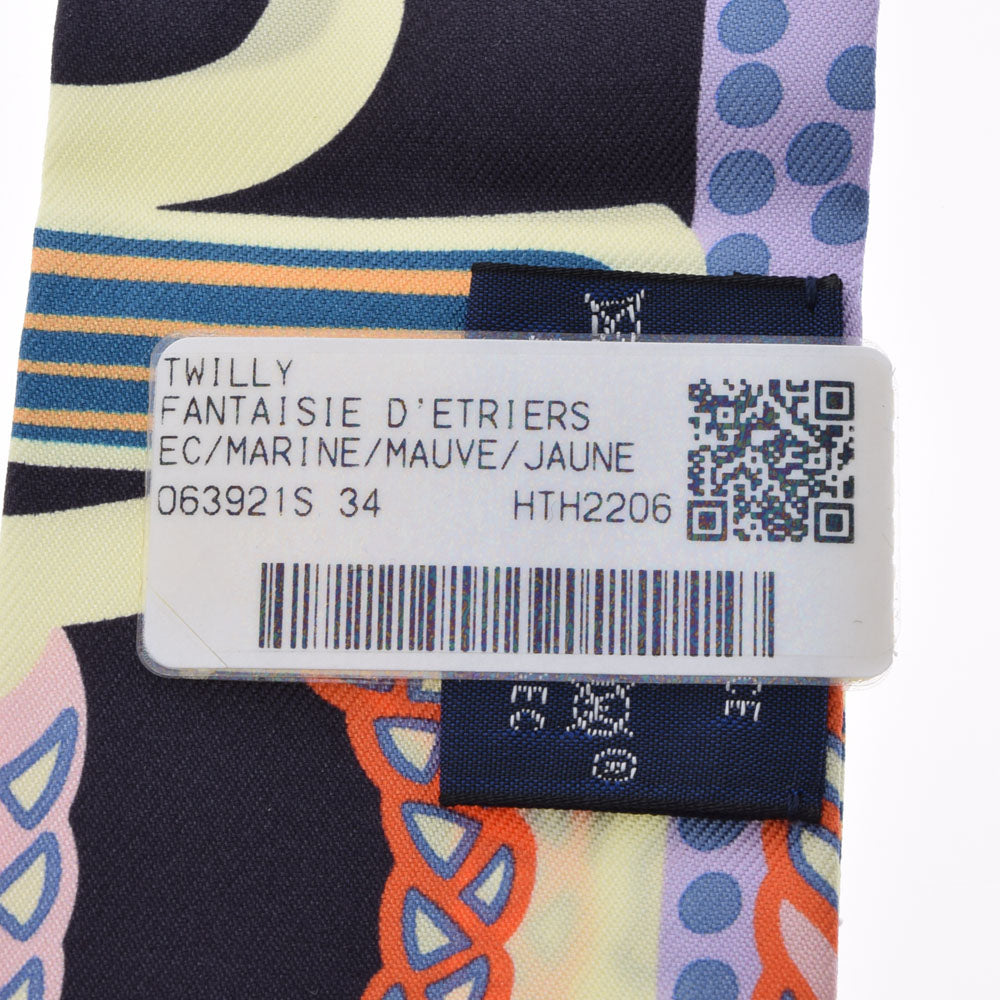 TWILLY
FANTAISIE D'ETRIERS
EC/MARINE/MAUVE/JAUNE
063921S 34 HTH2206